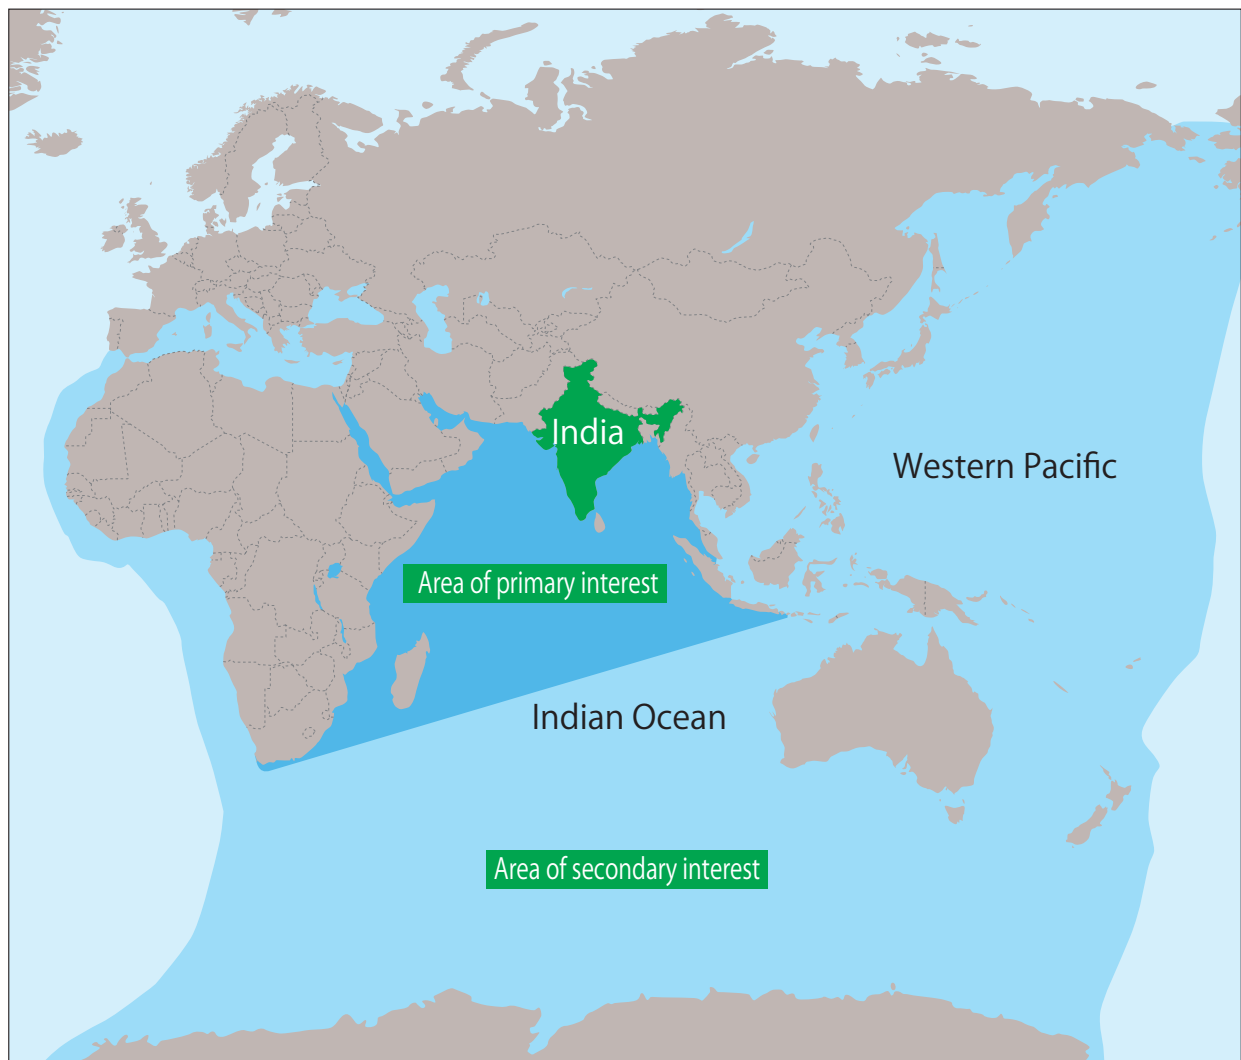 India
Western Pacific
Area of primary interest
Indian Ocean
Area of secondary interest